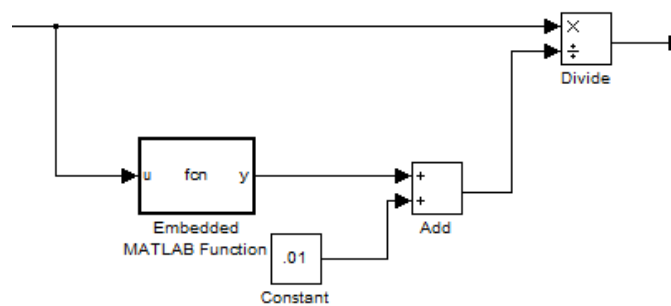 ×
÷
Divide
u fcn y
+
+
Embedded
MATLAB Function
Add
.01
Constant